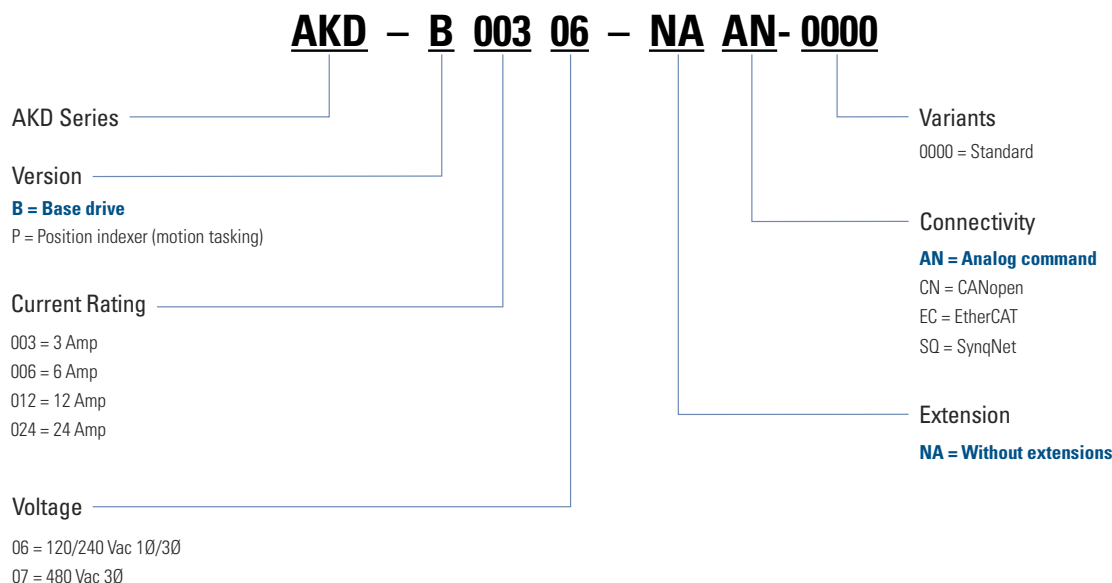 AKD – B 003 06 – NA AN- 0000
AKD Series
Version
B = Base drive
P = Position indexer (motion tasking)
Current Rating
003 = 3 Amp
006 = 6 Amp
012 = 12 Amp
024 = 24 Amp
Voltage
06 = 120/240 Vac 1Ø/3Ø
07 = 480 Vac 3Ø
Variants
0000 = Standard
Connectivity
AN = Analog command
CN = CANopen
EC = EtherCAT
SQ = SynqNet
Extension
NA = Without extensions